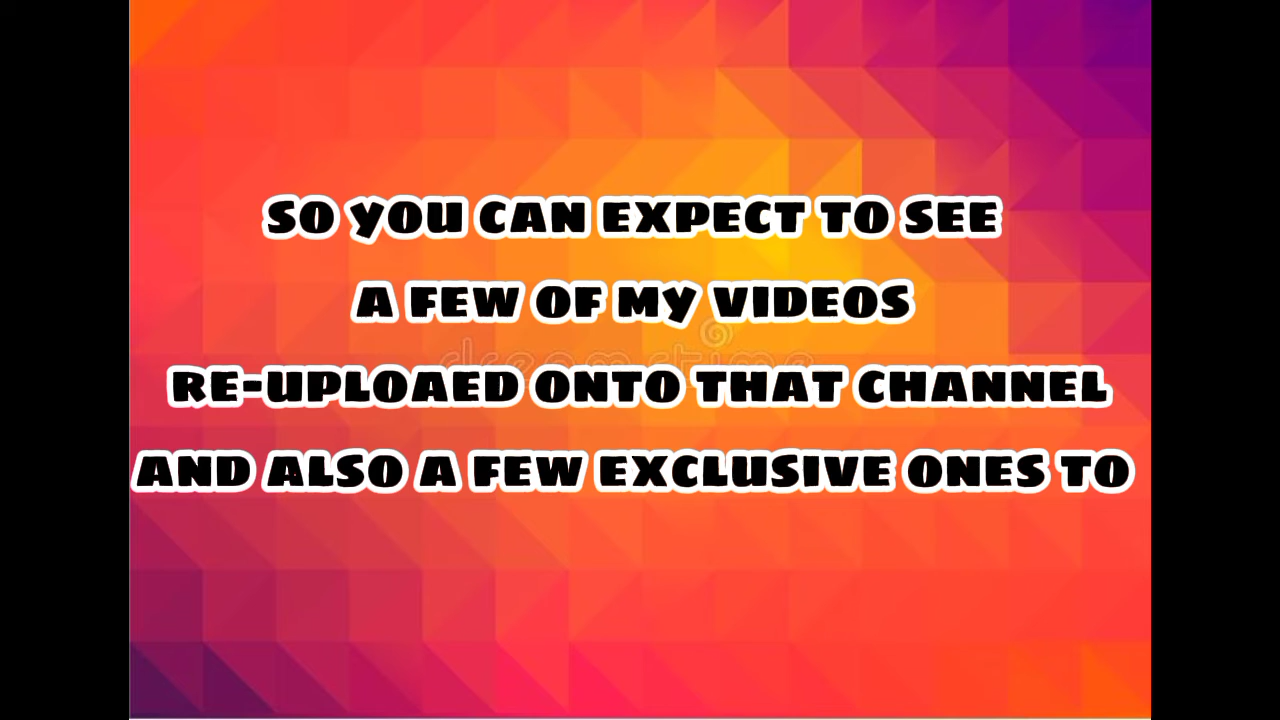 SO YOU CAN EXPECT TO SEE
A FEW OF MY VIDEOS
dreamstime
RE-UPLOAED ONTO THAT CHANNEL
AND ALSO A FEW EXCLUSIVE ONES TO